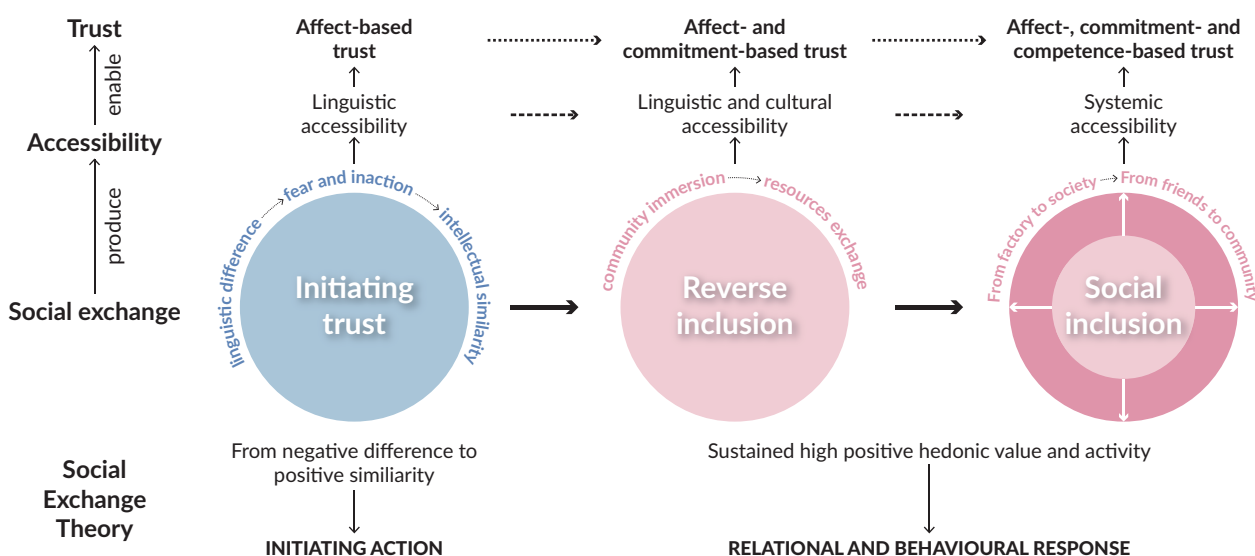 Trust
enable
Accessibility
produce
Social exchange
Affect-based
trust
Affect- and
commitment-based trust
Affect-, commitment- and
competence-based trust
Linguistic
accessibility
Linguistic and cultural
accessibility
Systemic
accessibility
linguistic difference
fear and inaction
intellectual similarity
Initiating
trust
community immersion
resources exchange
Reverse
inclusion
From factory to society
From friends to community
Social
inclusion
Social
Exchange
Theory
From negative difference to
positive similiarity
INITIATING ACTION
Sustained high positive hedonic value and activity
RELATIONAL AND BEHAVIOURAL RESPONSE